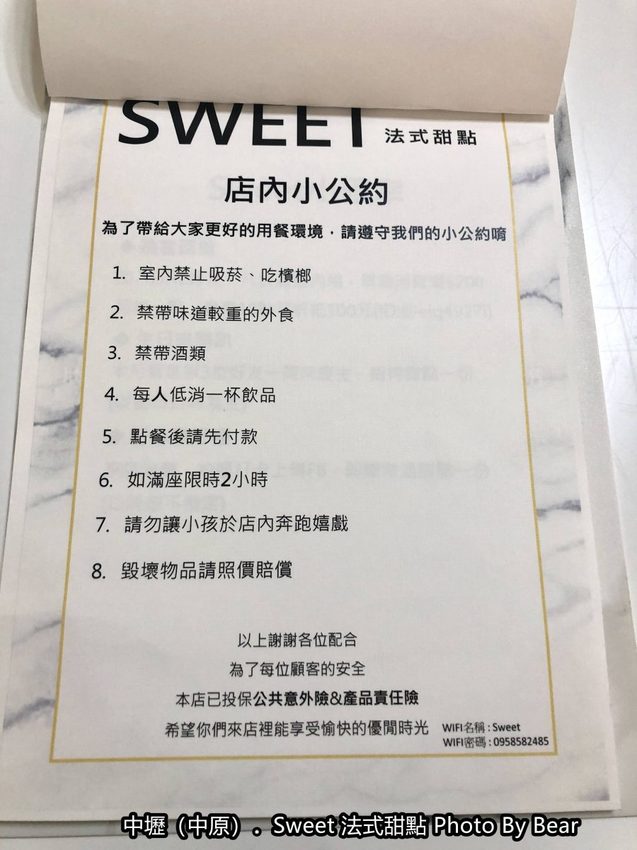 SWEET 法式甜點
店內小公約
為了帶給大家更好的用餐環境，請遵守我們的小公約唷
1. 室內禁止吸菸、吃檳榔
2. 禁帶味道較重的外食
3. 禁帶酒類
4. 每人低消一杯飲品
5. 點餐後請先付款
6. 如滿座限時2小時
7. 請勿讓小孩於店內奔跑嬉戲
8. 毀壞物品請照價賠償
以上謝謝各位配合
為了每位顧客的安全
本店已投保公共意外險&產品責任險
希望你們來店裡能享受愉快的優閒時光
WIFI名稱 : Sweet
WIFI密碼 : 0958582485
中壢（中原）。Sweet 法式甜點 Photo By Bear